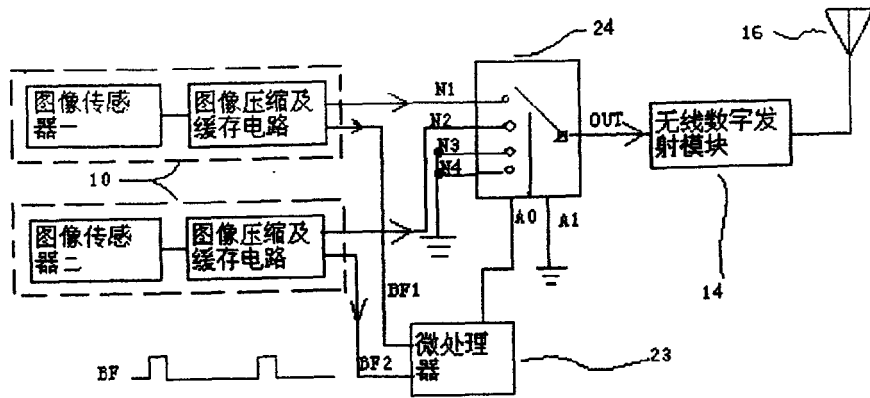 24
16
图像传感
器一
图像压缩及
缓存电路
N1
N2
N3
N4
OUT
无线数字发
射模块
10
A0
A1
14
图像传感
器二
图像压缩及
缓存电路
BF1
BF2
微处理
器
23
BF